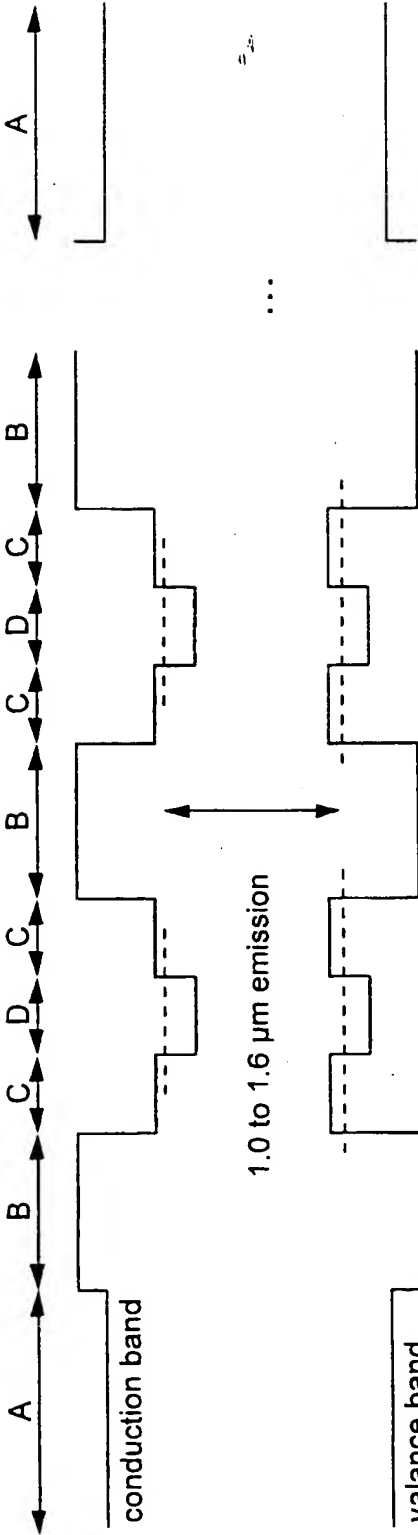 A B C D C B C D C B A
...
1.0 to 1.6 µm emission
conduction band
valance band